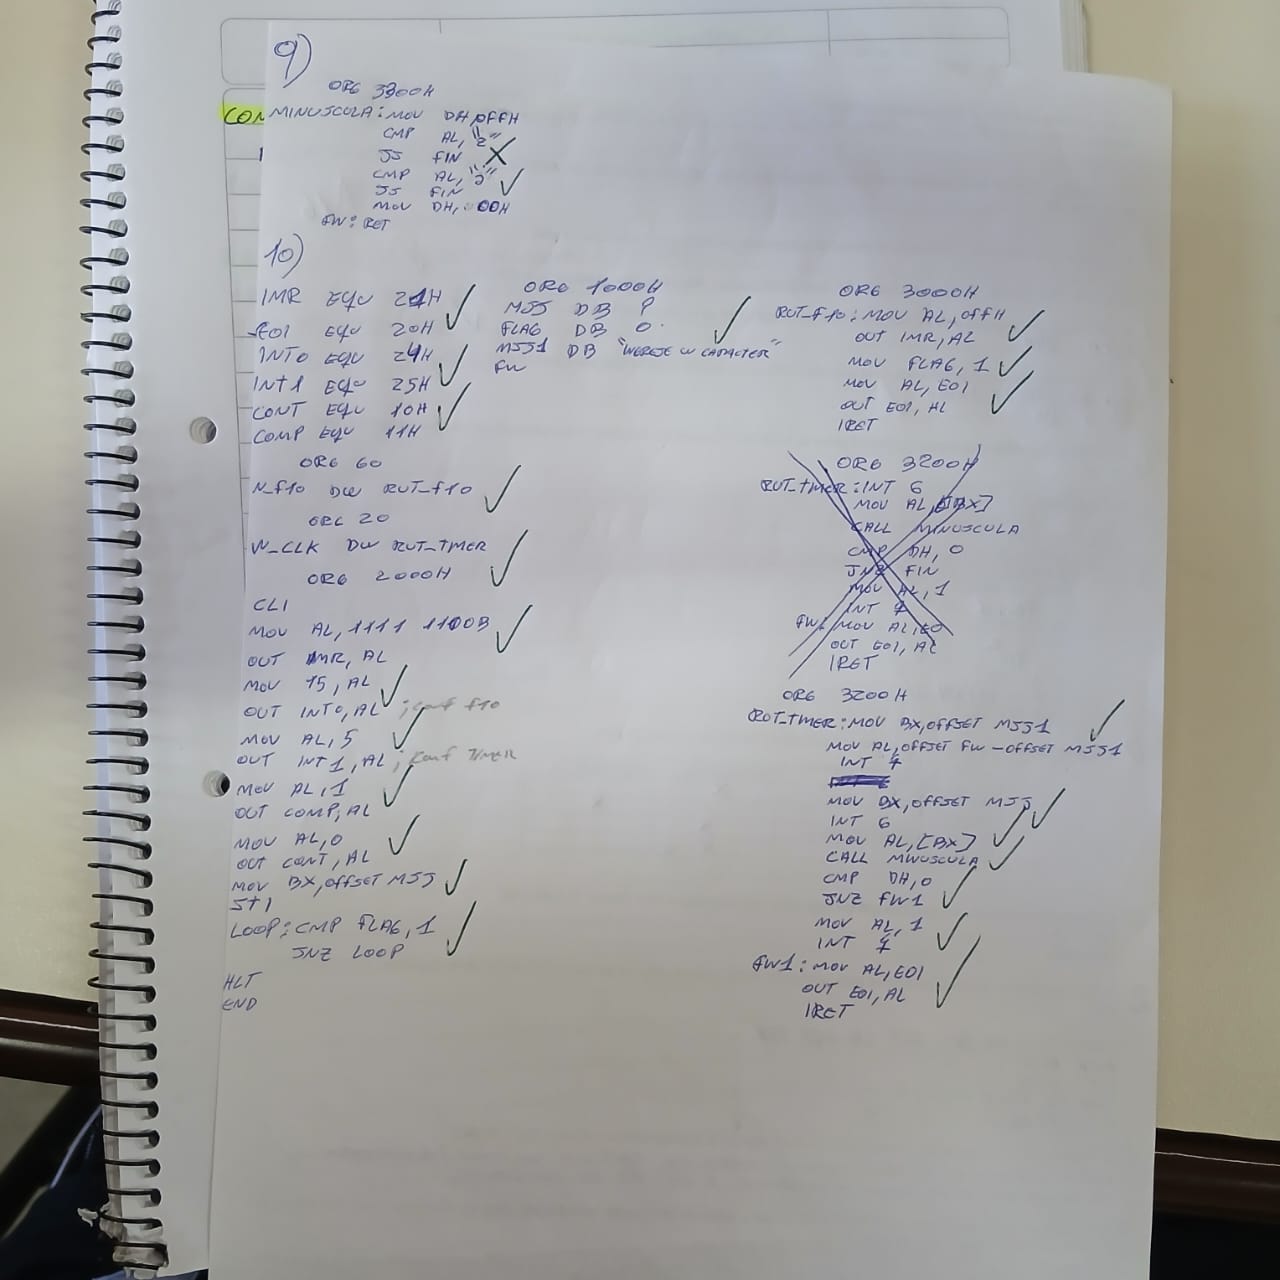 9)
ORG 3300H
CON MINUSCULA: MOV DH, 0FFH
CMP AL, "z"
JS FIN
CMP AL, "z"
JS FIN
MOV DH, 00H
FIN: RET
10)
IMR EQU 21H
EOI EQU 20H
INT0 EQU 24H
INT1 EQU 25H
CONT EQU 10H
COMP EQU 11H
ORG 60
N_f10 DW RUT_f10
ORG 20
N_CLK DW RUT_TMER
ORG 2000H
CLI
MOV AL, 1111 1100B
OUT IMR, AL
MOV 15, AL
OUT INT0, AL ; conf f10
MOV AL, 5
OUT INT1, AL ; conf TIMER
MOV AL, 1
OUT COMP, AL
MOV AL, 0
OUT CONT, AL
MOV BX, OFFSET MSJ
STI
LOOP: CMP FLAG, 1
JNZ LOOP
HLT
END
ORG 1000H
MSJ DB ?
FLAG DB 0
MSJ1 DB "INGRESE UN CARACTER"
FIN
ORG 3000H
RUT_f10: MOV AL, 0ffH
OUT IMR, AL
MOV FLAG, 1
MOV AL, EOI
OUT EOI, AL
IRET
ORG 3200H
RUT_TMER: INT 6
MOV AL, [BX]
CALL MINUSCULA
CMP DH, 0
JNZ FIN
MOV AL, 1
INT 7
FIN: MOV AL, EO
OUT EOI, AL
IRET
ORG 3200H
RUT_TMER: MOV BX, OFFSET MSJ1
MOV AL, OFFSET FIN - OFFSET MSJ1
INT 7
MOV BX, OFFSET MSJ
INT 6
MOV AL, [BX]
CALL MINUSCULA
CMP DH, 0
JNZ FIN1
MOV AL, 1
INT 7
FIN1: MOV AL, EOI
OUT EOI, AL
IRET